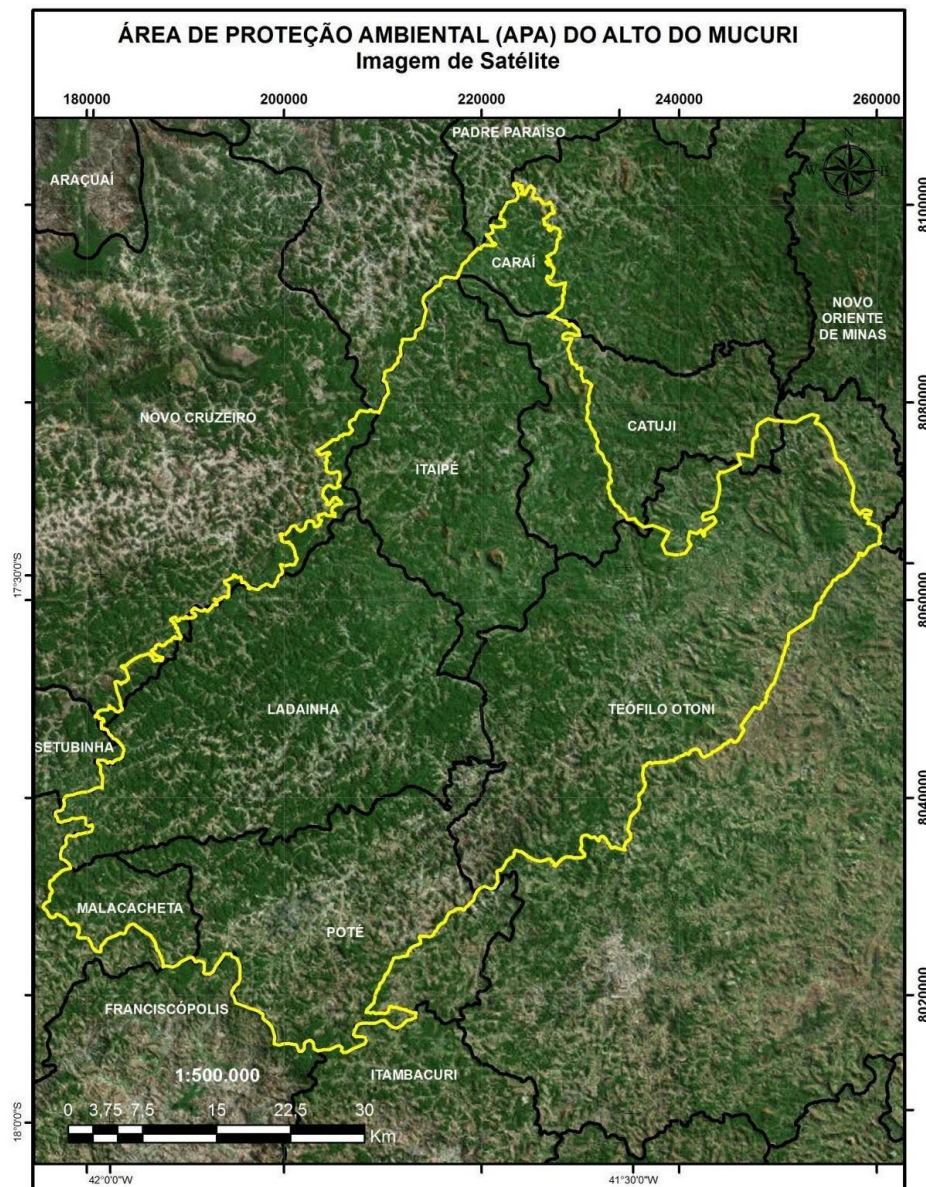 ÁREA DE PROTEÇÃO AMBIENTAL (APA) DO ALTO DO MUCURI
Imagem de Satélite
180000 200000 220000 240000 260000
PADRE PARAÍSO
N
W E
S
ARAÇUAÍ
8100000
CARAÍ
NOVO
ORIENTE
DE MINAS
8080000
NOVO CRUZEIRO
CATUJI
ITAIPÉ
17°30'0"S
8060000
LADAINHA
TEÓFILO OTONI
SETUBINHA
8040000
MALACACHETA
POTÉ
FRANCISCÓPOLIS
8020000
1:500.000
ITAMBACURI
0 3,75 7,5 15 22,5 30
Km
18°0'0"S
42°0'0"W 41°30'0"W